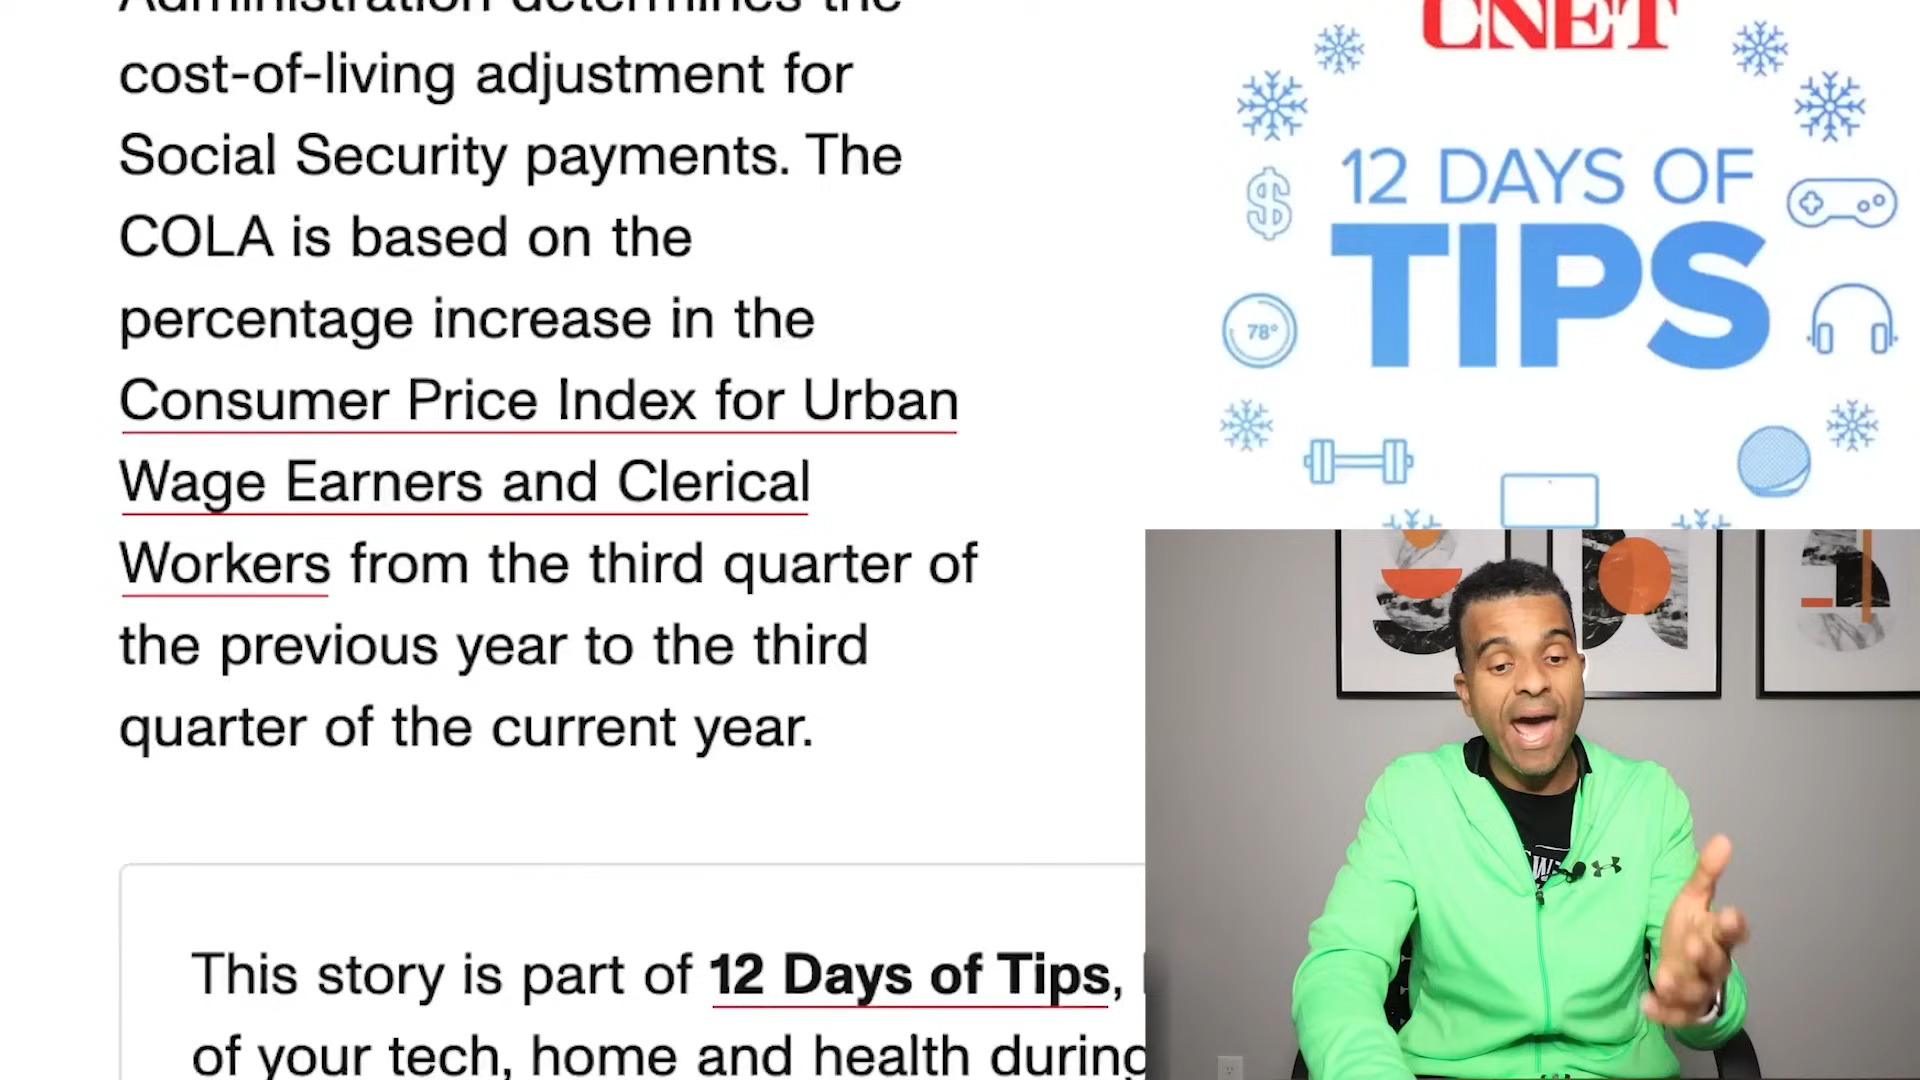 Administration determines the
cost-of-living adjustment for
Social Security payments. The
COLA is based on the
percentage increase in the
Consumer Price Index for Urban
Wage Earners and Clerical
Workers from the third quarter of
the previous year to the third
quarter of the current year.
This story is part of 12 Days of Tips,
of your tech, home and health during
CNET
12 DAYS OF
TIPS
78°